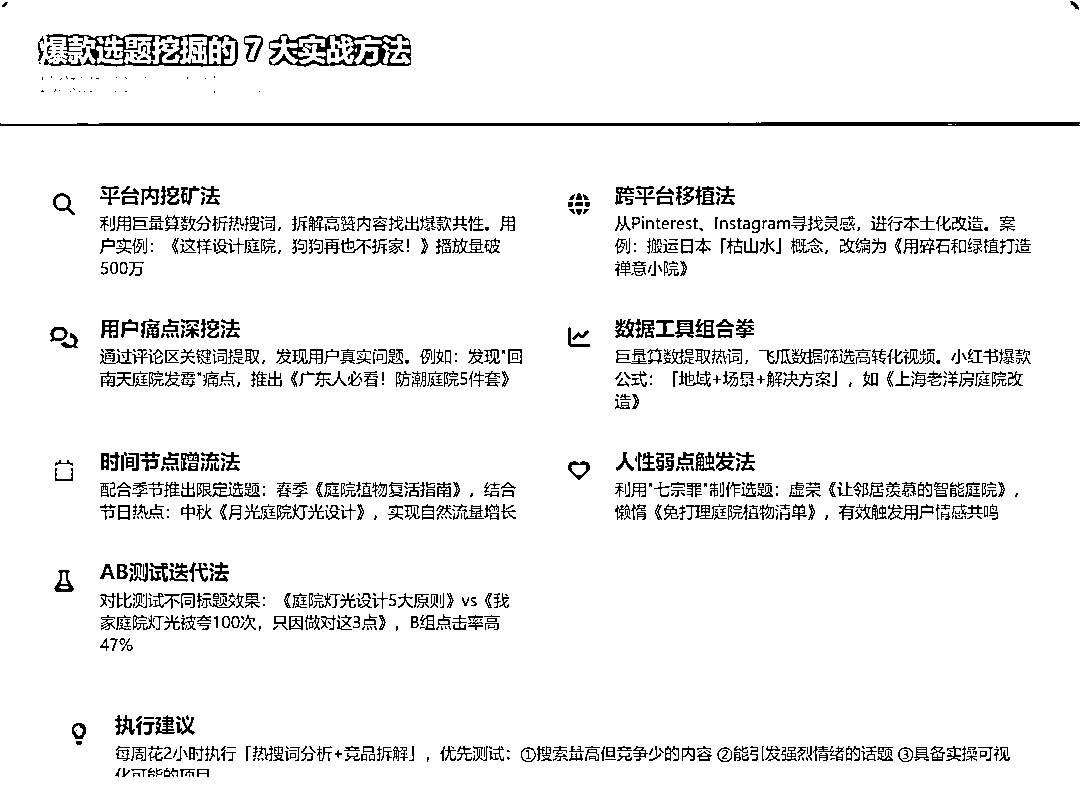 爆款选题挖掘的 7 大实战方法
平台内挖矿法
利用巨量算数分析热搜词，拆解高赞内容找出爆款共性。用
户实例：《这样设计庭院，狗狗再也不拆家！》播放量破
500万
跨平台移植法
从Pinterest、Instagram寻找灵感，进行本土化改造。案
例：搬运日本「枯山水」概念，改编为《用碎石和绿植打造
禅意小院》
用户痛点深挖法
通过评论区关键词提取，发现用户真实问题。例如：发现"回
南天庭院发霉"痛点，推出《广东人必看！防潮庭院5件套》
数据工具组合拳
巨量算数提取热词，飞瓜数据筛选高转化视频。小红书爆款
公式：「地域+场景+解决方案」，如《上海老洋房庭院改
造》
时间节点蹭流法
配合季节推出限定选题：春季《庭院植物复活指南》，结合
节日热点：中秋《月光庭院灯光设计》，实现自然流量增长
人性弱点触发法
利用"七宗罪"制作选题：虚荣《让邻居羡慕的智能庭院》，
懒惰《免打理庭院植物清单》，有效触发用户情感共鸣
AB测试迭代法
对比测试不同标题效果：《庭院灯光设计5大原则》vs《我
家庭院灯光被夸100次，只因做对这3点》，B组点击率高
47%
执行建议
每周花2小时执行「热搜词分析+竞品拆解」，优先测试：①搜索量高但竞争少的内容 ②能引发强烈情绪的话题 ③具备实操可视
化可能的项目